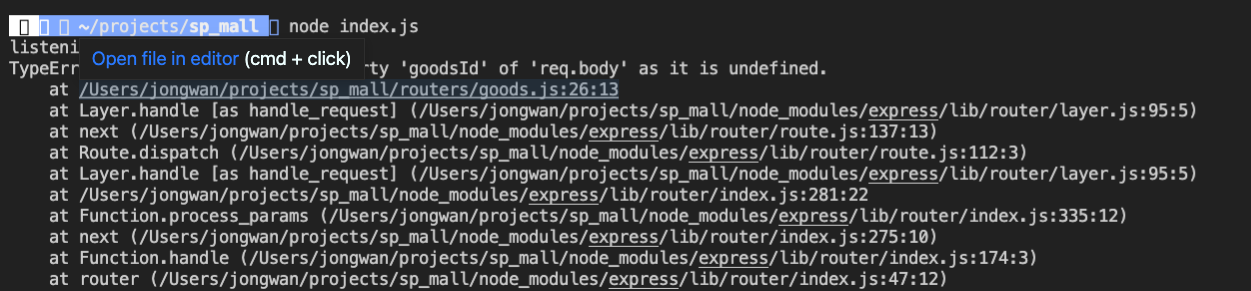 ~/projects/sp_mall node index.js
listeni
Open file in editor (cmd + click)
TypeErr rty 'goodsId' of 'req.body' as it is undefined.
at /Users/jongwan/projects/sp_mall/routers/goods.js:26:13
at Layer.handle [as handle_request] (/Users/jongwan/projects/sp_mall/node_modules/express/lib/router/layer.js:95:5)
at next (/Users/jongwan/projects/sp_mall/node_modules/express/lib/router/route.js:137:13)
at Route.dispatch (/Users/jongwan/projects/sp_mall/node_modules/express/lib/router/route.js:112:3)
at Layer.handle [as handle_request] (/Users/jongwan/projects/sp_mall/node_modules/express/lib/router/layer.js:95:5)
at /Users/jongwan/projects/sp_mall/node_modules/express/lib/router/index.js:281:22
at Function.process_params (/Users/jongwan/projects/sp_mall/node_modules/express/lib/router/index.js:335:12)
at next (/Users/jongwan/projects/sp_mall/node_modules/express/lib/router/index.js:275:10)
at Function.handle (/Users/jongwan/projects/sp_mall/node_modules/express/lib/router/index.js:174:3)
at router (/Users/jongwan/projects/sp_mall/node_modules/express/lib/router/index.js:47:12)